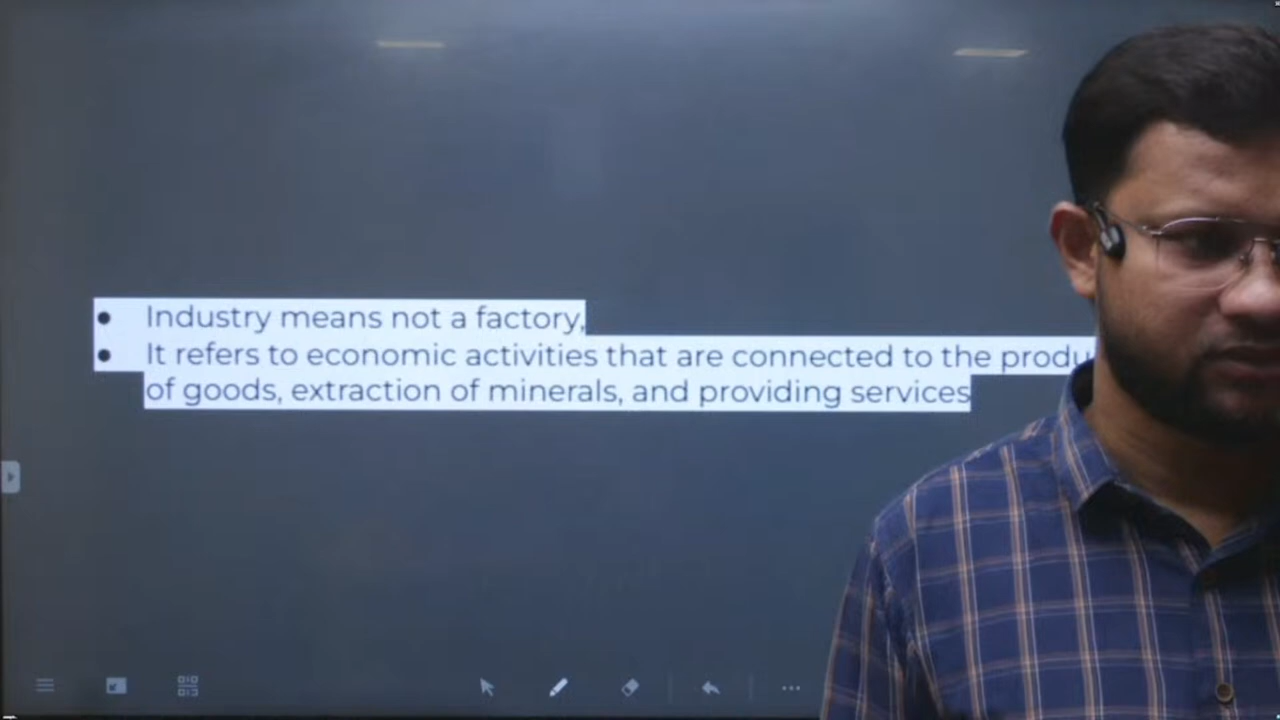 • Industry means not a factory,
• It refers to economic activities that are connected to the
of goods, extraction of minerals, and providing services